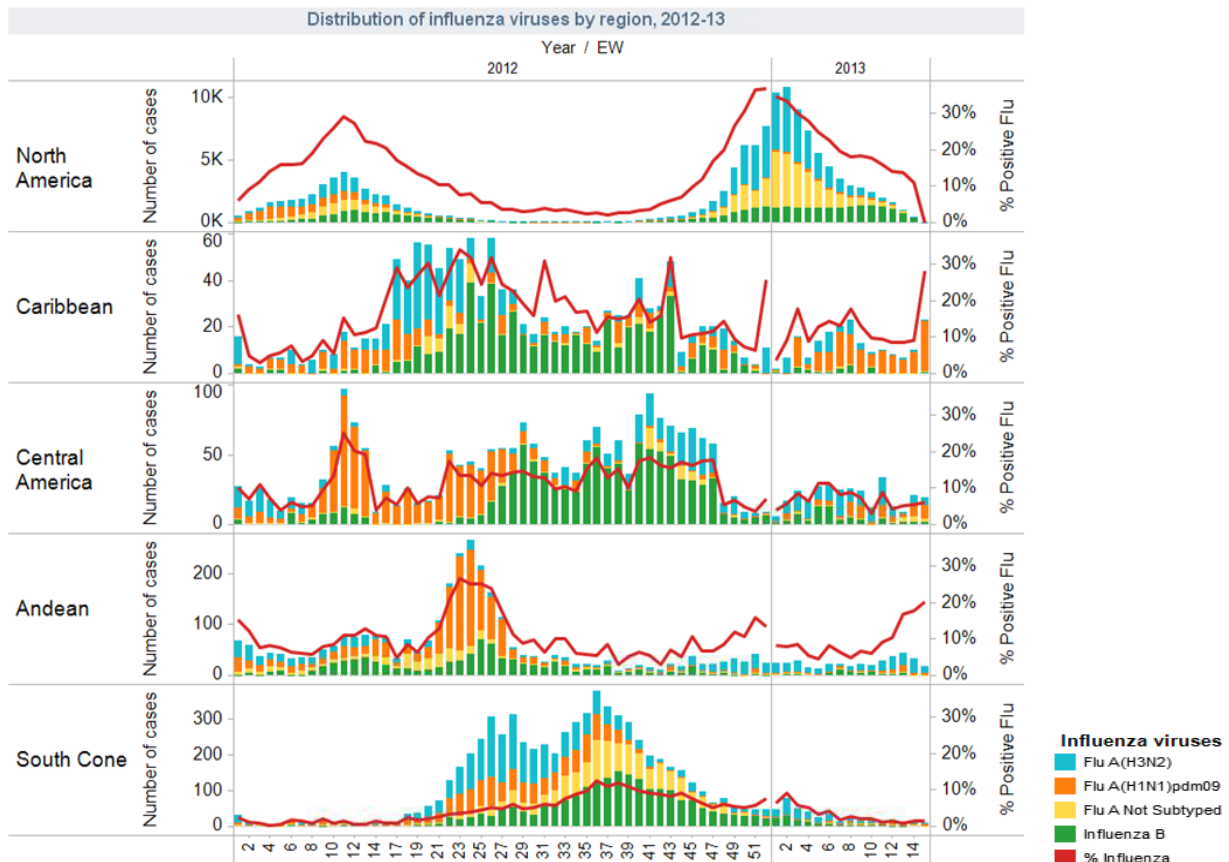 Distribution of influenza viruses by region, 2012-13
Year / EW
2012 2013
North America
Number of cases
10K
5K
0K
% Positive Flu
30%
20%
10%
0%
Caribbean
Number of cases
60
40
20
0
% Positive Flu
30%
20%
10%
0%
Central America
Number of cases
100
50
0
% Positive Flu
30%
20%
10%
0%
Andean
Number of cases
200
100
0
% Positive Flu
30%
20%
10%
0%
South Cone
Number of cases
300
200
100
0
% Positive Flu
30%
20%
10%
0%
2 4 6 8 10 12 14 17 19 21 23 25 27 29 31 33 35 37 39 41 43 45 47 49 51 2 4 6 8 10 12 14
Influenza viruses
Flu A(H3N2)
Flu A(H1N1)pdm09
Flu A Not Subtyped
Influenza B
% Influenza